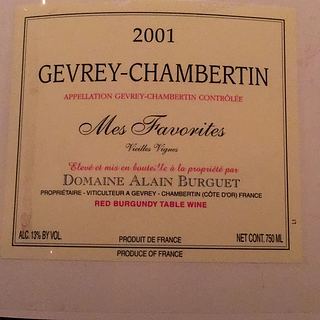 2001
GEVREY-CHAMBERTIN
APPELLATION GEVREY-CHAMBERTIN CONTRÔLÉE
Mes Favorites
Vieilles Vignes
Elevé et mis en bouteille à la propriété par
DOMAINE ALAIN BURGUET
PROPRIÉTAIRE - VITICULTEUR A GEVREY - CHAMBERTIN (CÔTE D'OR) FRANCE
RED BURGUNDY TABLE WINE
ALC. 13% BY VOL. PRODUIT DE FRANCE NET CONT. 750 ML
PRODUCE OF FRANCE